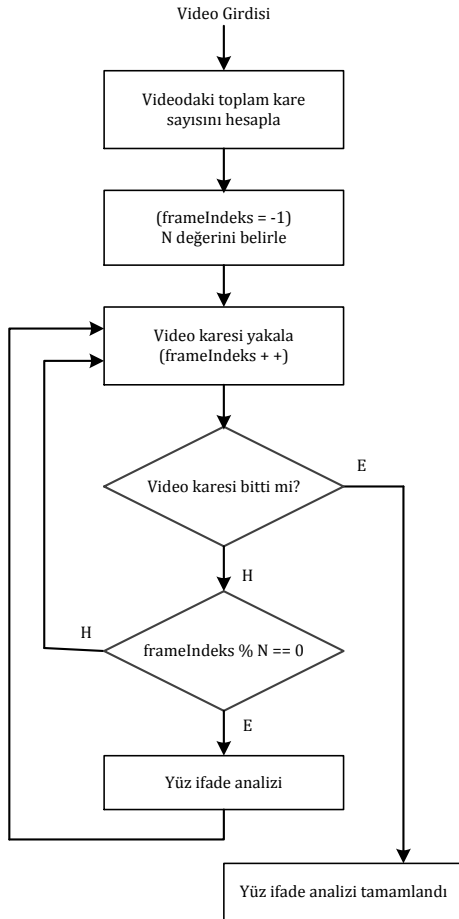 Video Girdisi
Videodaki toplam kare
sayısını hesapla
(frameIndeks = -1)
N değerini belirle
Video karesi yakala
(frameIndeks + +)
Video karesi bitti mi?
E
H
frameIndeks % N == 0
H
E
Yüz ifade analizi
Yüz ifade analizi tamamlandı